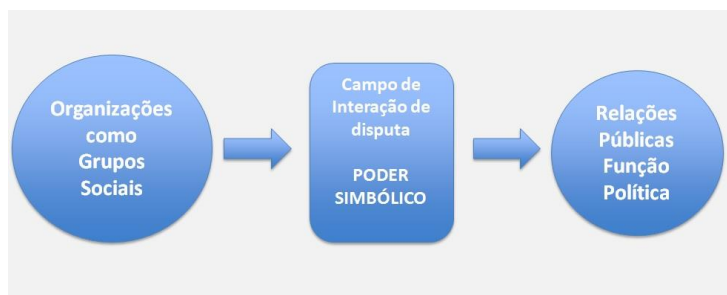 Organizações
como
Grupos
Sociais
Campo de
Interação de
disputa
PODER
SIMBÓLICO
Relações
Públicas
Função
Política